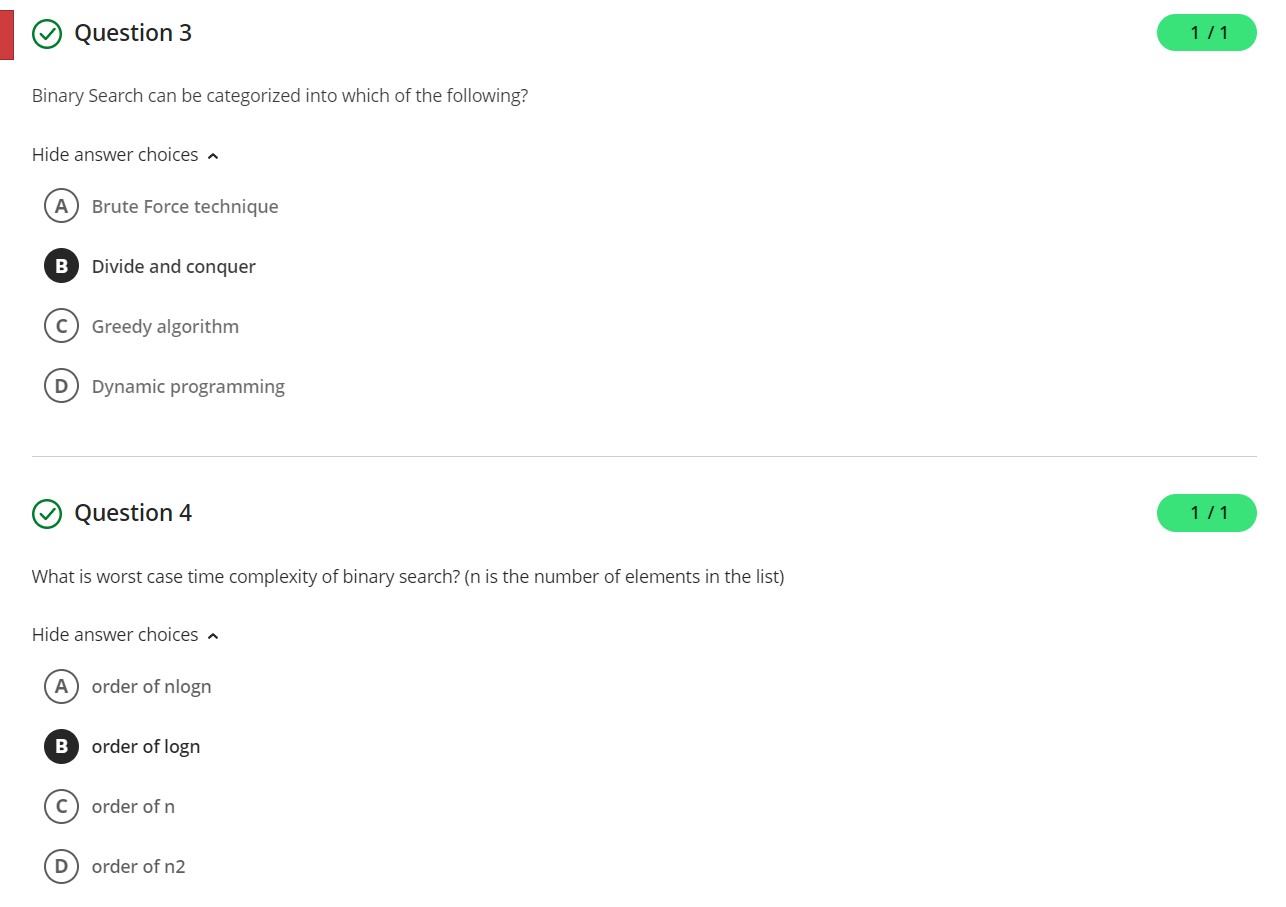 Question 3
1 / 1
Binary Search can be categorized into which of the following?
Hide answer choices
A Brute Force technique
B Divide and conquer
C Greedy algorithm
D Dynamic programming
Question 4
1 / 1
What is worst case time complexity of binary search? (n is the number of elements in the list)
Hide answer choices
A order of nlogn
B order of logn
C order of n
D order of n2